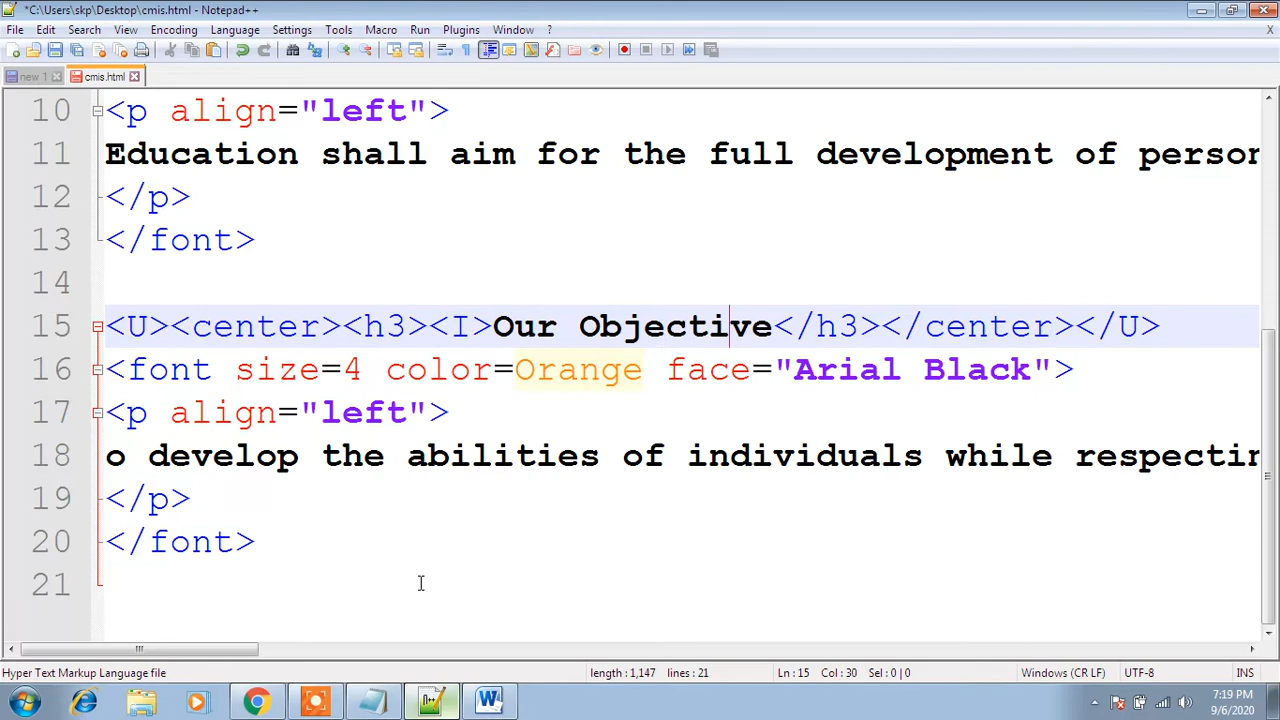 *C:\Users\skp\Desktop\cmis.html - Notepad++
File Edit Search View Encoding Language Settings Tools Macro Run Plugins Window ? X
new 1 cmis.html
10 <p align="left">
11 Education shall aim for the full development of person
12 </p>
13 </font>
14
15 <U><center><h3><I>Our Objective</h3></center></U>
16 <font size=4 color=Orange face="Arial Black">
17 <p align="left">
18 o develop the abilities of individuals while respectin
19 </p>
20 </font>
21
Hyper Text Markup Language file length : 1,147 lines : 21 Ln : 15 Col : 30 Sel : 0 | 0 Windows (CR LF) UTF-8 INS
7:19 PM
9/6/2020